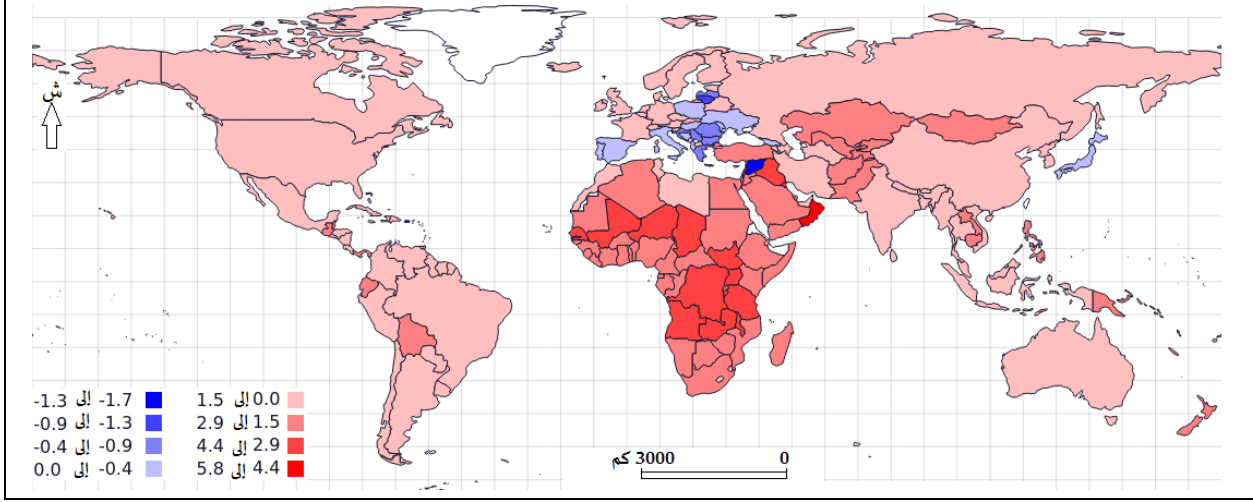 ش
0.0 إلى 1.5
1.5 إلى 2.9
2.9 إلى 4.4
4.4 إلى 5.8
-1.7 إلى -1.3
-1.3 إلى -0.9
-0.9 إلى -0.4
-0.4 إلى 0.0
0 3000 كم